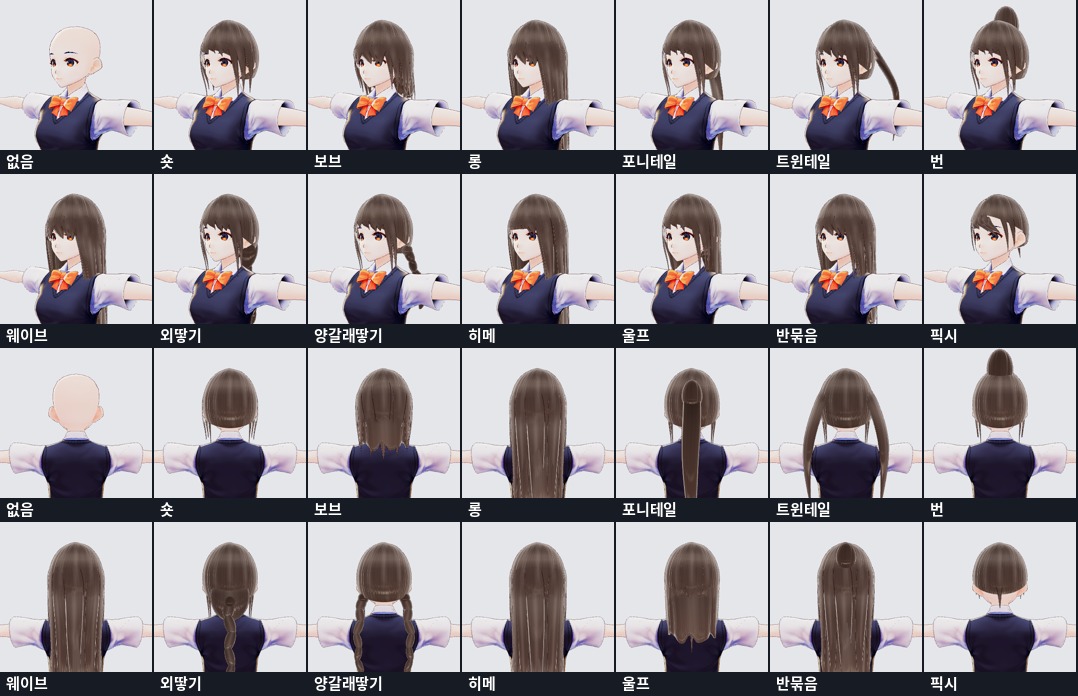 없음
숏
보브
롱
포니테일
트윈테일
번
웨이브
외땋기
양갈래땋기
히메
울프
반묶음
픽시
없음
숏
보브
롱
포니테일
트윈테일
번
웨이브
외땋기
양갈래땋기
히메
울프
반묶음
픽시